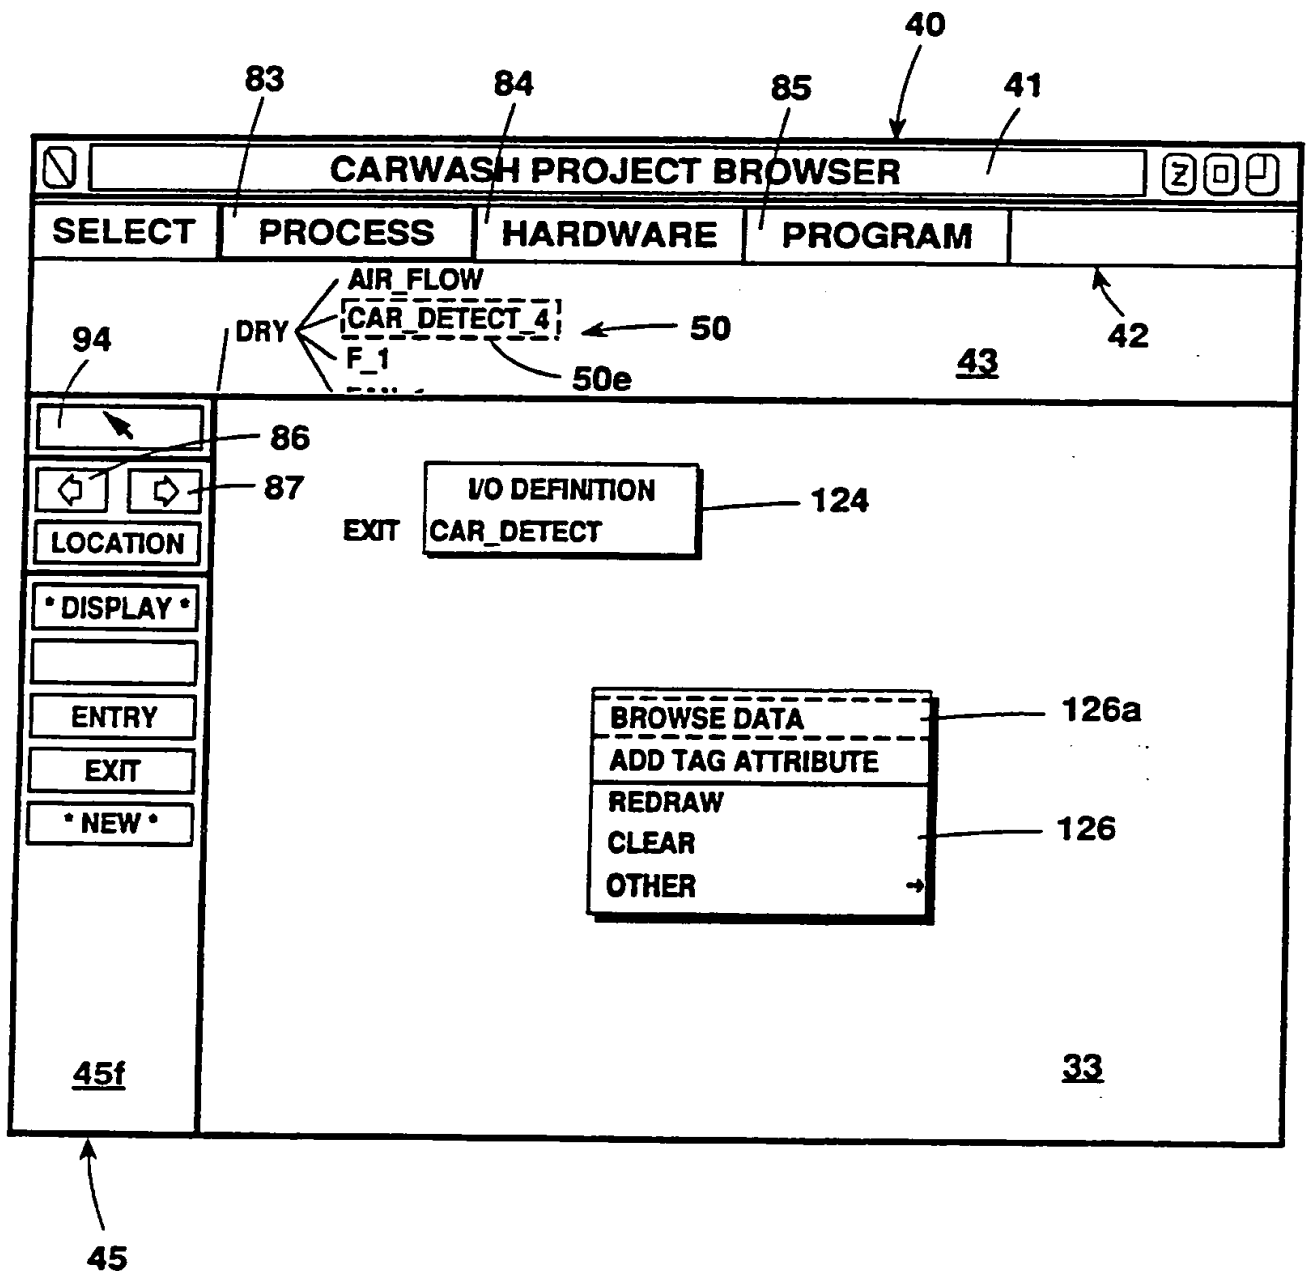 40
83 84 85 41
CARWASH PROJECT BROWSER Z
SELECT PROCESS HARDWARE PROGRAM
AIR_FLOW
CAR_DETECT_4
DRY
50
42
94
F_1
50e
43
86
87
I/O DEFINITION
124
EXIT CAR_DETECT
LOCATION
* DISPLAY *
ENTRY
EXIT
* NEW *
BROWSE DATA
126a
ADD TAG ATTRIBUTE
REDRAW
CLEAR
126
OTHER →
45f
33
45